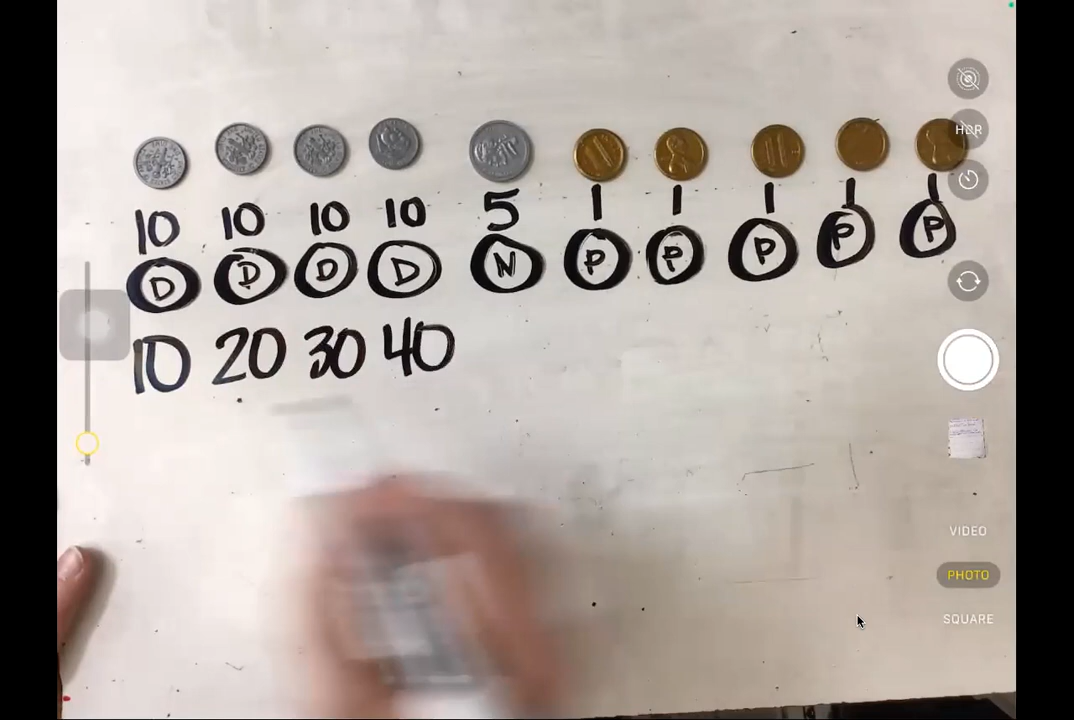 10 10 10 10 5 1 1 1 1 1
D D D D N P P P P P
10 20 30 40
HDR
VIDEO
PHOTO
SQUARE